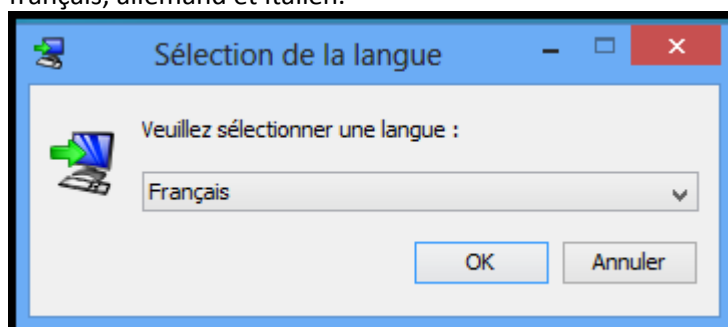 français, allemand et italien.
Sélection de la langue
Veuillez sélectionner une langue :
Français
OK
Annuler